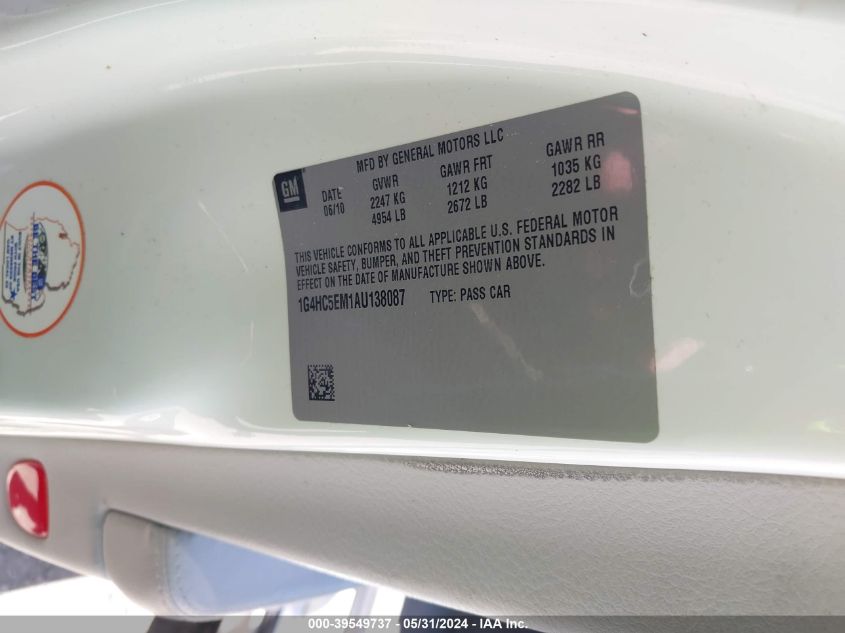 MFD BY GENERAL MOTORS LLC
GM
DATE GVWR GAWR FRT GAWR RR
06/10 2247 KG 1212 KG 1035 KG
4954 LB 2672 LB 2282 LB
THIS VEHICLE CONFORMS TO ALL APPLICABLE U.S. FEDERAL MOTOR
VEHICLE SAFETY, BUMPER, AND THEFT PREVENTION STANDARDS IN
EFFECT ON THE DATE OF MANUFACTURE SHOWN ABOVE.
1G4HC5EM1AU138087 TYPE: PASS CAR
000-39549737 - 05/31/2024 - IAA Inc.